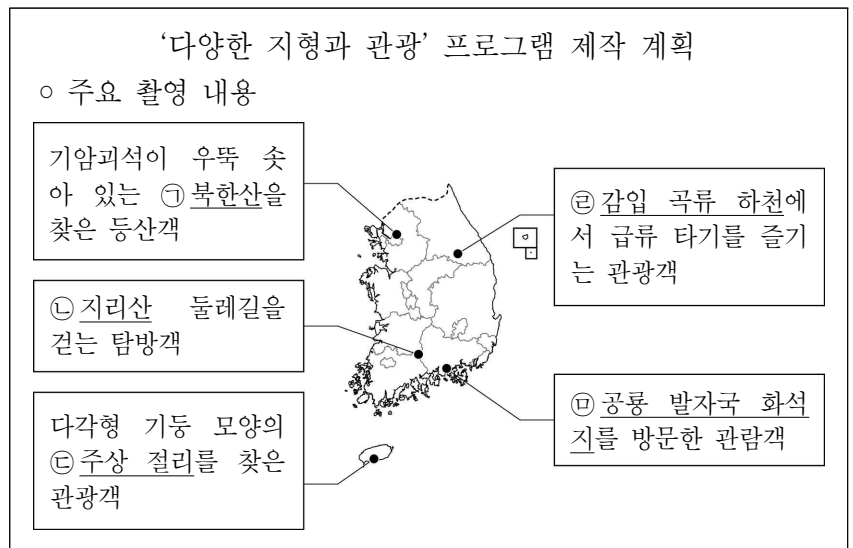 ‘다양한 지형과 관광’ 프로그램 제작 계획
○ 주요 촬영 내용
기암괴석이 우뚝 솟
아 있는 ㉠ 북한산을
찾은 등산객
㉡ 지리산 둘레길을
걷는 탐방객
다각형 기둥 모양의
㉢ 주상 절리를 찾은
관광객
㉣ 감입 곡류 하천에
서 급류 타기를 즐기
는 관광객
㉤ 공룡 발자국 화석
지를 방문한 관람객